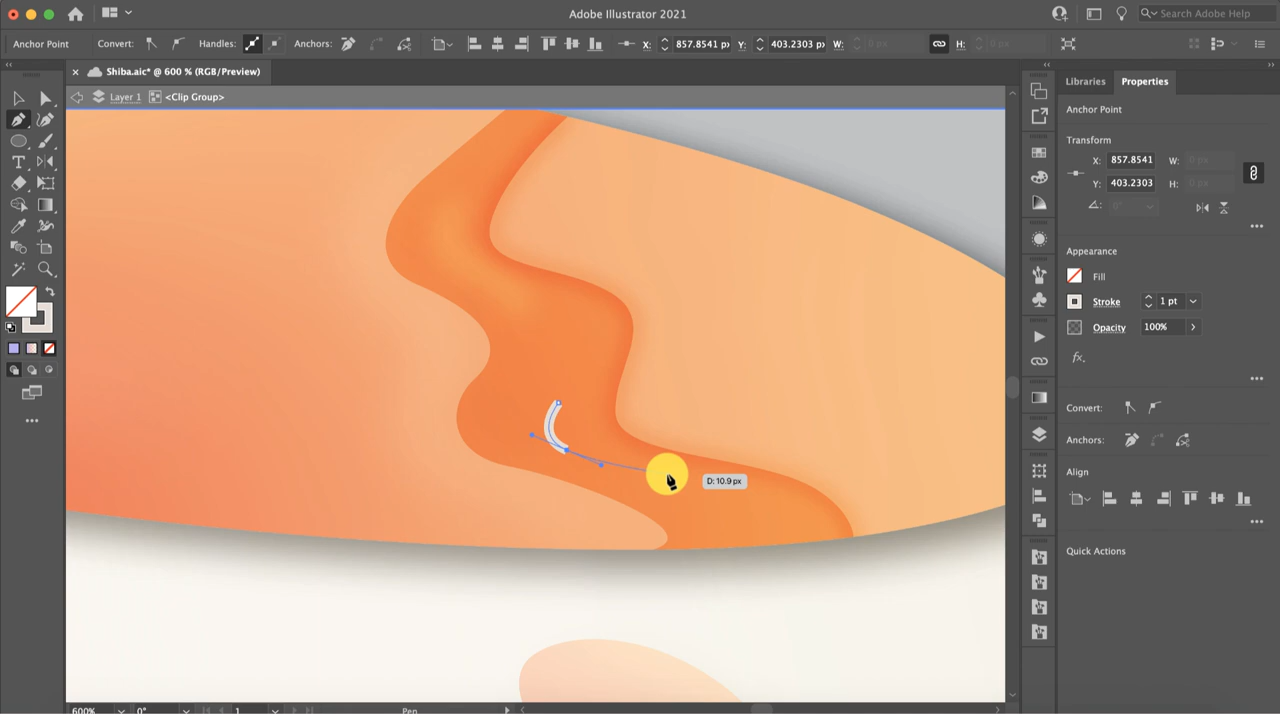 Adobe Illustrator 2021
Search Adobe Help
Anchor Point Convert: Handles: Anchors: X: 857.8541 p Y: 403.2303 p W: 0 px H: 0 px
Shiba.aic* @ 600 % (RGB/Preview)
Layer 1 <Clip Group>
Libraries Properties
Anchor Point
Transform
X: 857.8541 W: 0 px
Y: 403.2303 H: 0 px
0°
Appearance
Fill
Stroke 1 pt
Opacity 100%
fx.
Convert:
Anchors:
Align
Quick Actions
D: 10.9 px
600% 0° 1 Pen